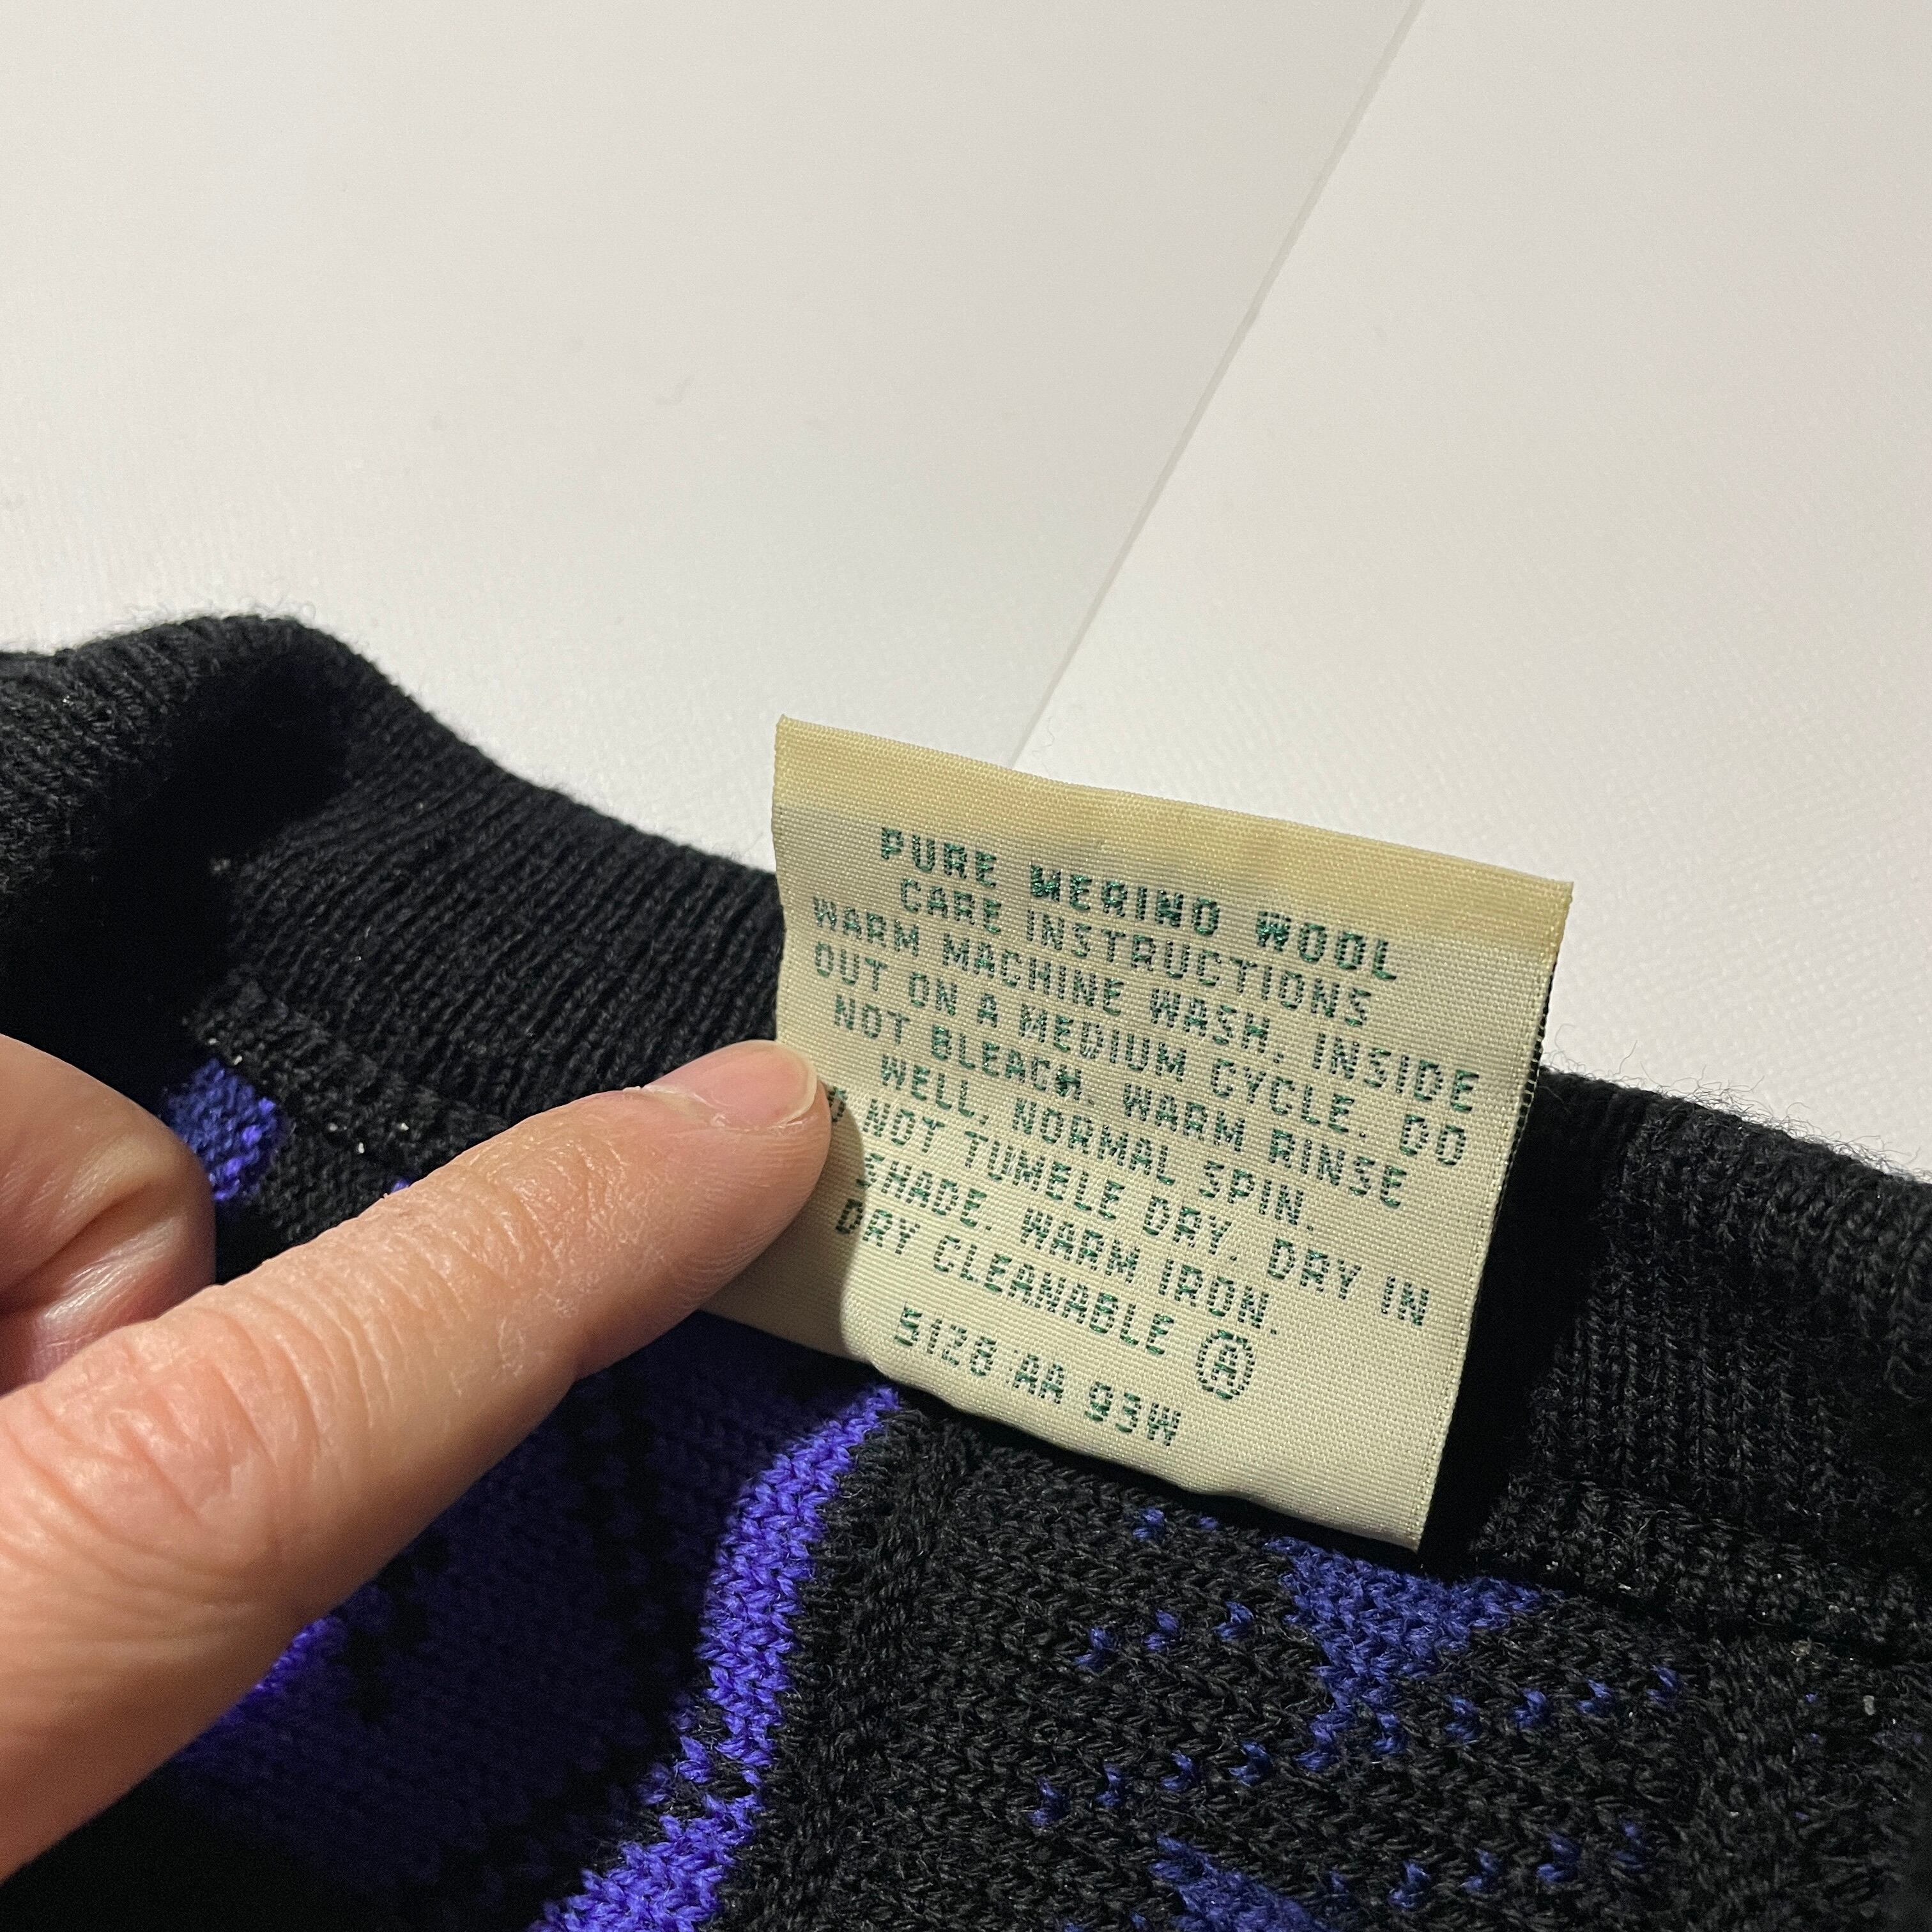 PURE MERINO WOOL
CARE INSTRUCTIONS
WARM MACHINE WASH, INSIDE
OUT ON A MEDIUM CYCLE. DO
NOT BLEACH. WARM RINSE
WELL, NORMAL SPIN.
NOT TUMBLE DRY. DRY IN
SHADE. WARM IRON.
DRY CLEANABLE Ⓐ
5128 AA 93W